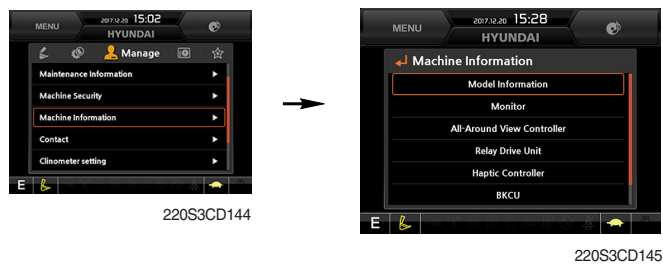 MENU
2017.12.20 15:02
HYUNDAI
Manage
Maintenance Information
Machine Security
Machine Information
Contact
Clinometer setting
E
220S3CD144
MENU
2017.12.20 15:28
HYUNDAI
Machine Information
Model Information
Monitor
All-Around View Controller
Relay Drive Unit
Haptic Controller
BKCU
E
220S3CD145